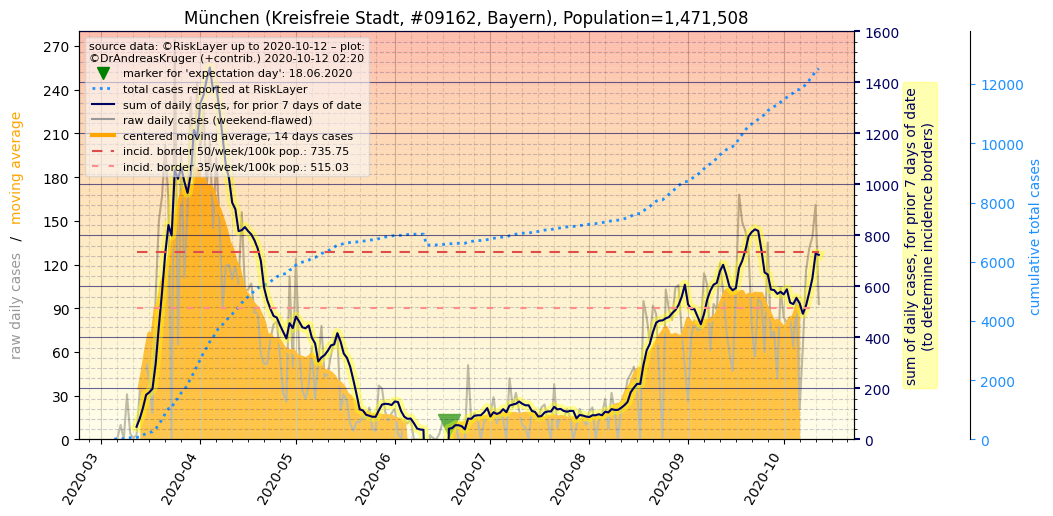 München (Kreisfreie Stadt, #09162, Bayern), Population=1,471,508
source data: ©RiskLayer up to 2020-10-12 – plot:
©DrAndreasKruger (+contrib.) 2020-10-12 02:20
marker for 'expectation day': 18.06.2020
total cases reported at RiskLayer
sum of daily cases, for prior 7 days of date
raw daily cases (weekend-flawed)
centered moving average, 14 days cases
incid. border 50/week/100k pop.: 735.75
incid. border 35/week/100k pop.: 515.03
raw daily cases / moving average
270
240
210
180
150
120
90
60
30
0
2020-03
2020-04
2020-05
2020-06
2020-07
2020-08
2020-09
2020-10
1600
1400
1200
1000
800
600
400
200
0
sum of daily cases, for prior 7 days of date
(to determine incidence borders)
12000
10000
8000
6000
4000
2000
0
cumulative total cases